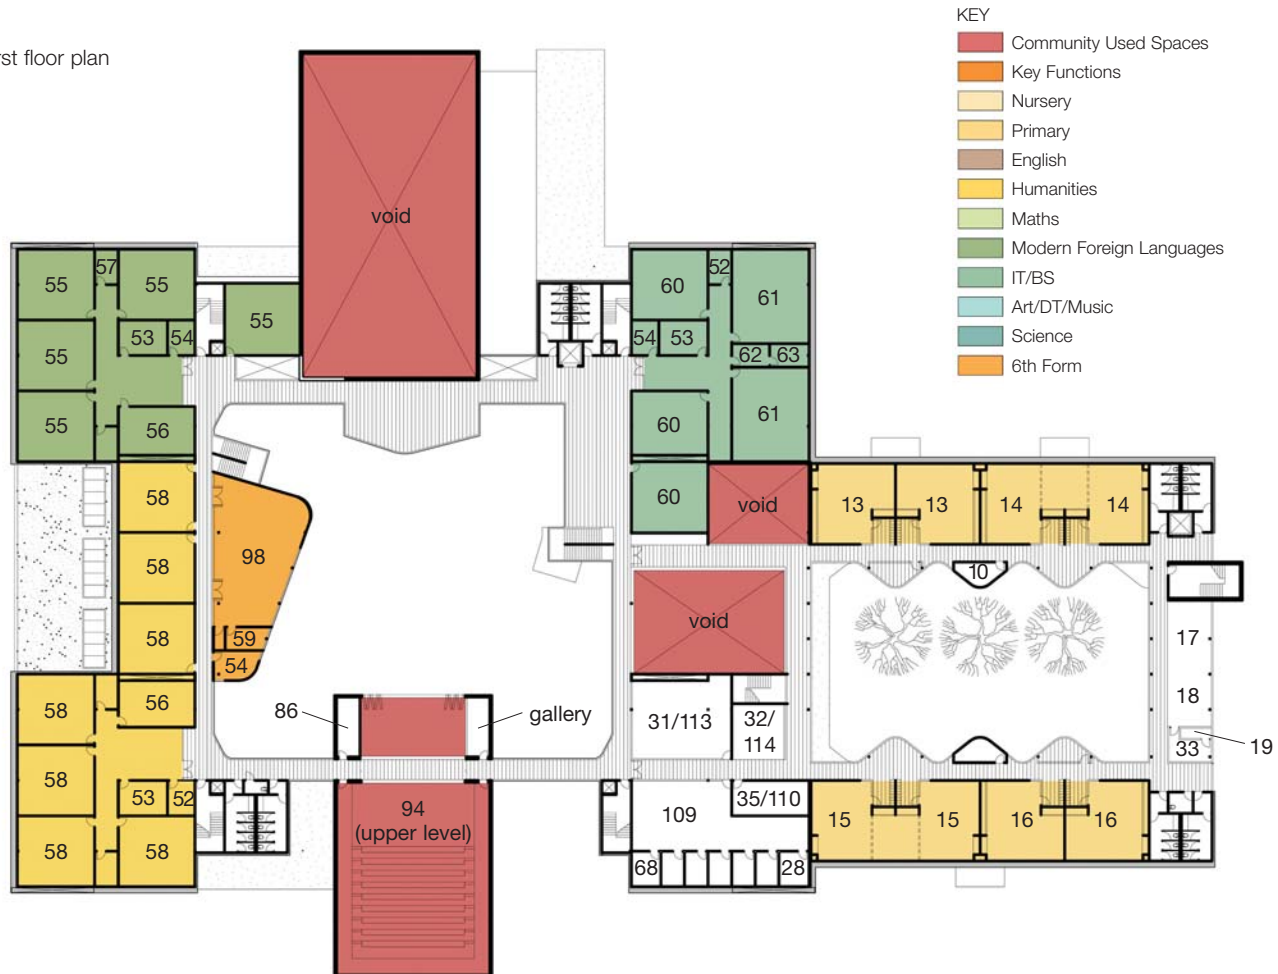 rst floor plan
KEY
Community Used Spaces
Key Functions
Nursery
Primary
English
Humanities
Maths
Modern Foreign Languages
IT/BS
Art/DT/Music
Science
6th Form
void
55
57
55
55
53
54
55
55
56
60
52
61
54
53
62
63
60
61
58
60
void
13
13
14
14
58
98
10
58
59
54
void
17
18
19
33
58
56
86
gallery
31/113
32/
114
58
53
52
94
(upper level)
109
35/110
15
15
16
16
58
58
68
28